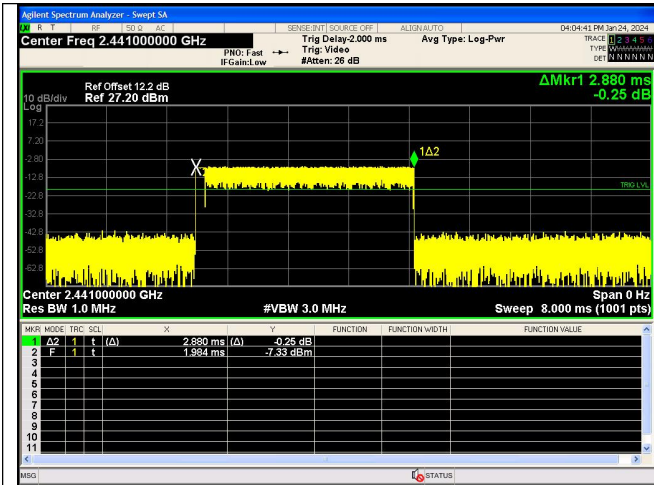 Agilent Spectrum Analyzer - Swept SA
R T RF 50 Ω AC SENSE:INT SOURCE OFF ALIGN AUTO 04:04:41 PM Jan 24, 2024
Center Freq 2.441000000 GHz
PNO: Fast
IFGain:Low
Trig Delay-2.000 ms
Trig: Video
#Atten: 26 dB
Avg Type: Log-Pwr
TRACE 1 2 3 4 5 6
TYPE
DET N N N N N N
ΔMkr1 2.880 ms
-0.25 dB
Ref Offset 12.2 dB
10 dB/div Ref 27.20 dBm
Log
17.2
7.20
-2.80
-12.8
-22.8
-32.8
-42.8
-52.8
-62.8
1Δ2
TRIG LVL
Center 2.441000000 GHz Span 0 Hz
Res BW 1.0 MHz #VBW 3.0 MHz Sweep 8.000 ms (1001 pts)
MKR MODE TRC SCL X Y FUNCTION FUNCTION WIDTH FUNCTION VALUE
1 Δ2 1 t (Δ) 2.880 ms (Δ) -0.25 dB
2 F 1 t 1.984 ms -7.33 dBm
3
4
5
6
7
8
9
10
11
MSG STATUS